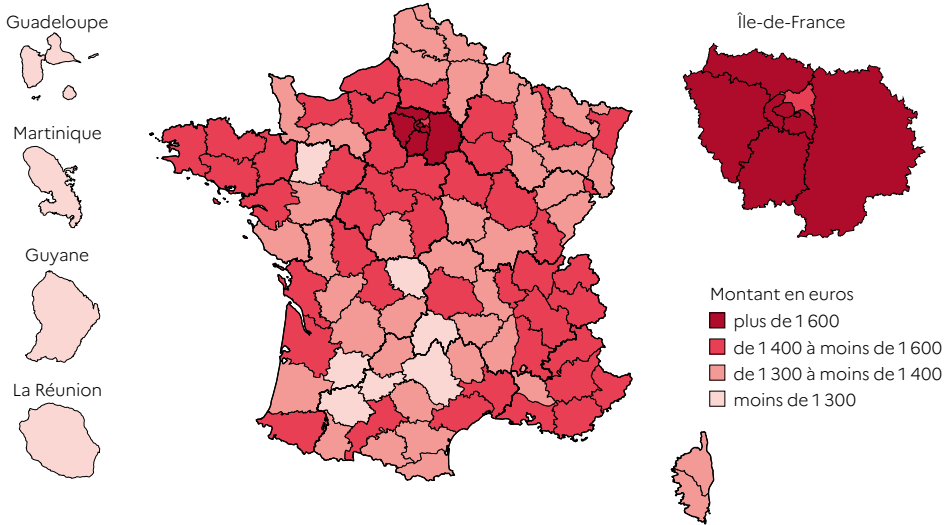 Guadeloupe
Martinique
Guyane
La Réunion
Île-de-France
Montant en euros
plus de 1 600
de 1 400 à moins de 1 600
de 1 300 à moins de 1 400
moins de 1 300